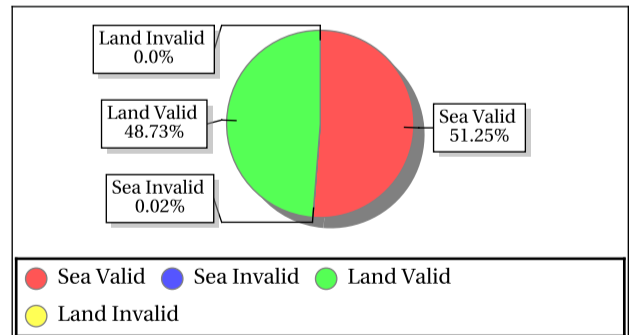 Land Invalid
0.0%
Land Valid
48.73%
Sea Valid
51.25%
Sea Invalid
0.02%
Sea Valid Sea Invalid Land Valid
Land Invalid